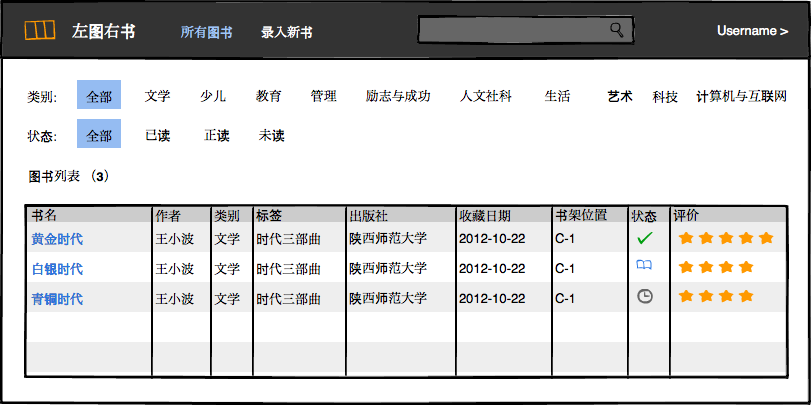 左图右书 所有图书 录入新书 Username >
类别: 全部 文学 少儿 教育 管理 励志与成功 人文社科 生活 艺术 科技 计算机与互联网
状态: 全部 已读 正读 未读
图书列表 （3）
书名 作者 类别 标签 出版社 收藏日期 书架位置 状态 评价
黄金时代 王小波 文学 时代三部曲 陕西师范大学 2012-10-22 C-1
白银时代 王小波 文学 时代三部曲 陕西师范大学 2012-10-22 C-1
青铜时代 王小波 文学 时代三部曲 陕西师范大学 2012-10-22 C-1